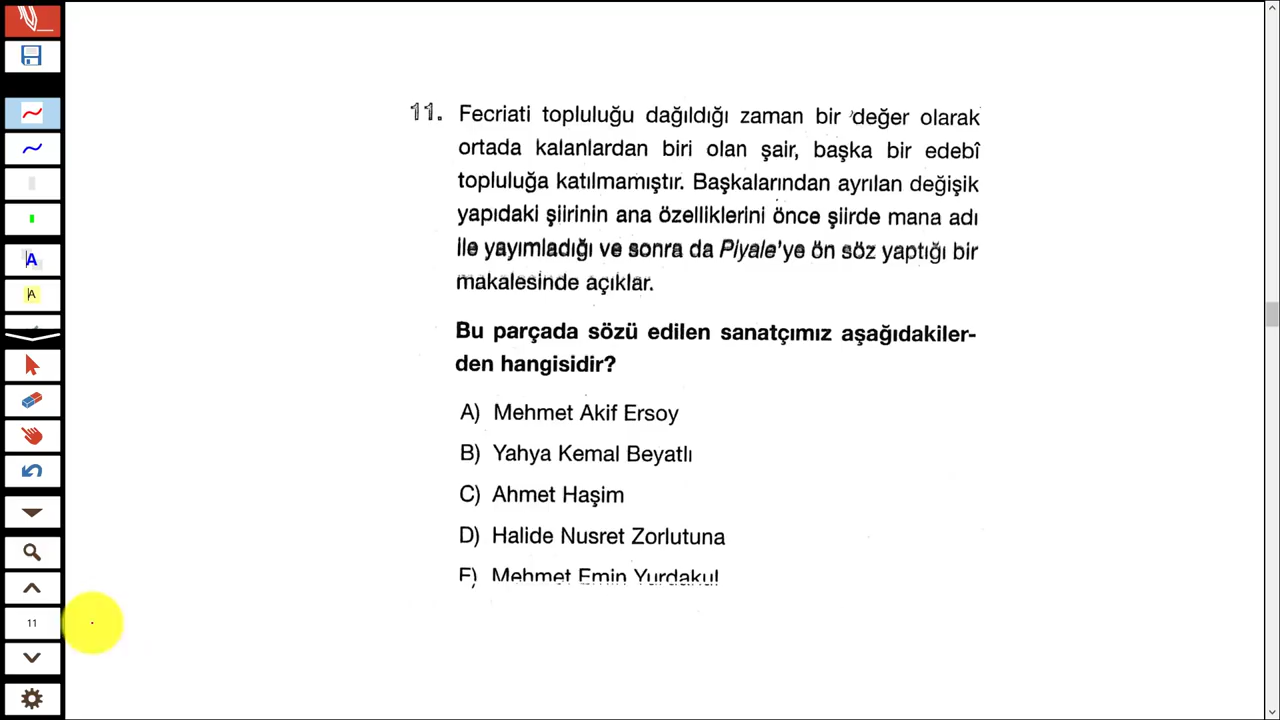 11. Fecriati topluluğu dağıldığı zaman bir değer olarak
ortada kalanlardan biri olan şair, başka bir edebî
topluluğa katılmamıştır. Başkalarından ayrılan değişik
yapıdaki şiirinin ana özelliklerini önce şiirde mana adı
ile yayımladığı ve sonra da Piyale'ye ön söz yaptığı bir
makalesinde açıklar.
Bu parçada sözü edilen sanatçımız aşağıdakiler-
den hangisidir?
A) Mehmet Akif Ersoy
B) Yahya Kemal Beyatlı
C) Ahmet Haşim
D) Halide Nusret Zorlutuna
E) Mehmet Emin Yurdakul
A
A
11